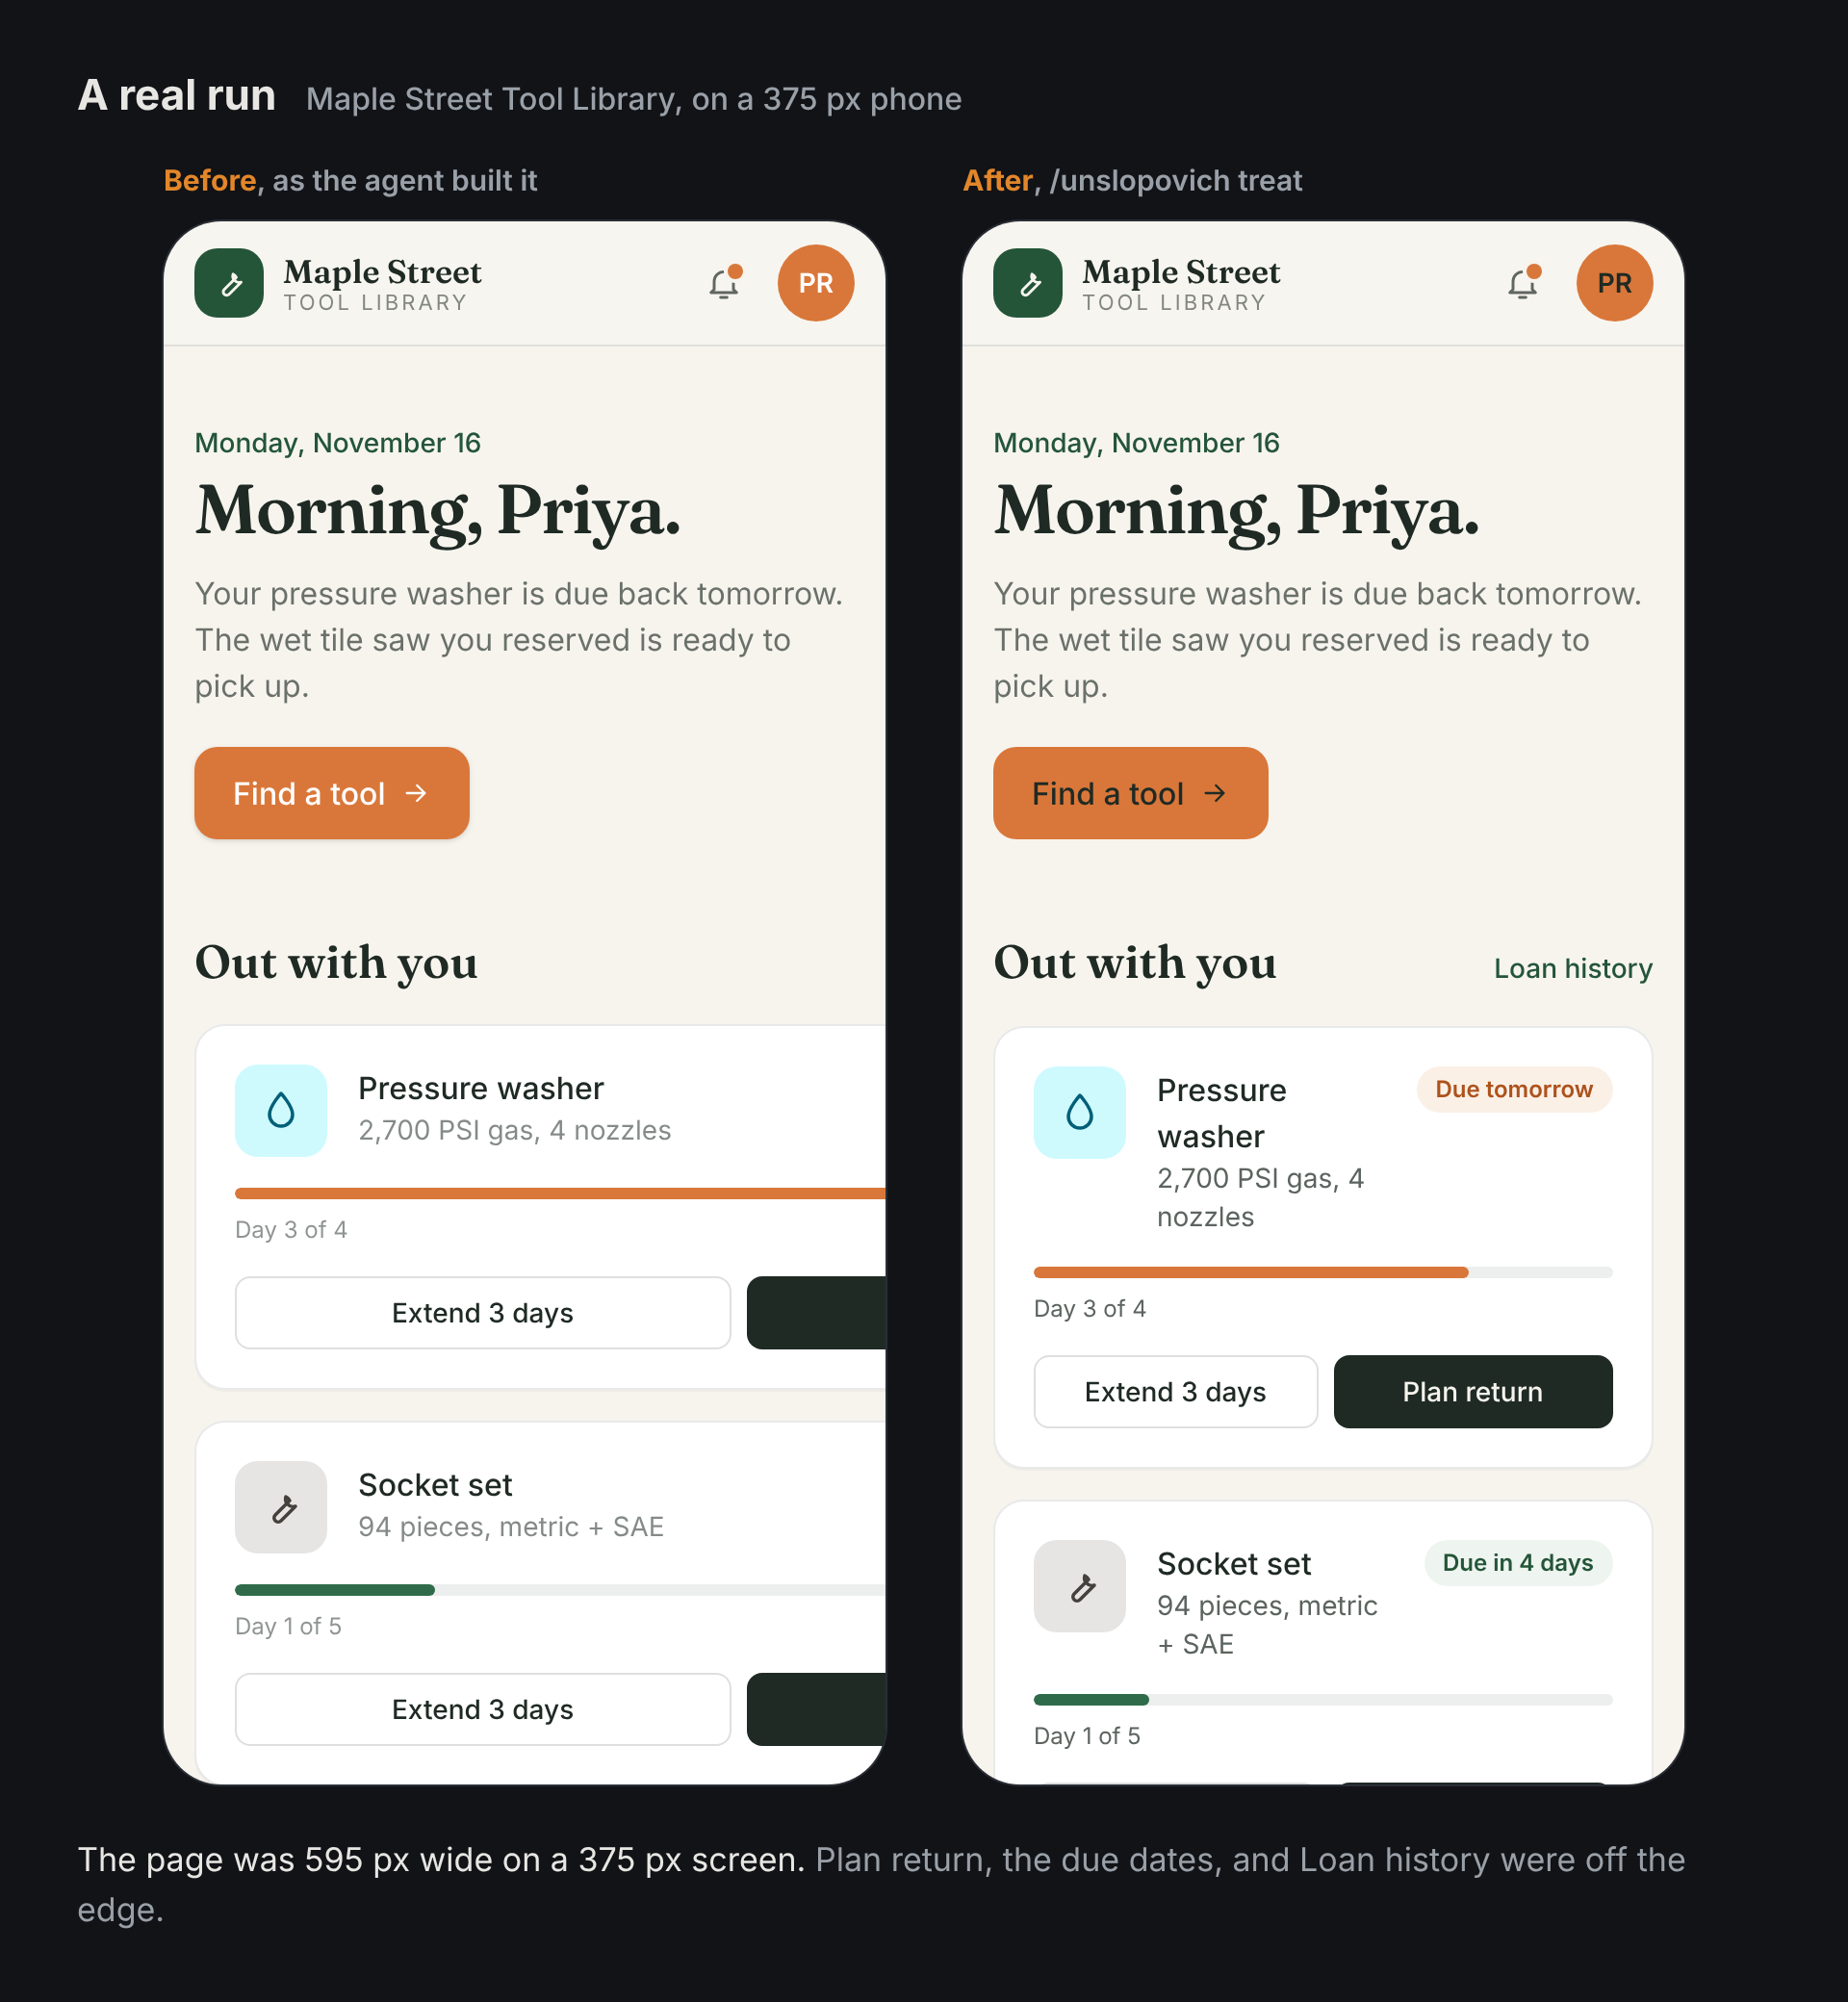 A real run Maple Street Tool Library, on a 375 px phone
Before, as the agent built it
Maple Street
TOOL LIBRARY
PR
Monday, November 16
Morning, Priya.
Your pressure washer is due back tomorrow.
The wet tile saw you reserved is ready to
pick up.
Find a tool →
Out with you
Pressure washer
2,700 PSI gas, 4 nozzles
Day 3 of 4
Extend 3 days
Socket set
94 pieces, metric + SAE
Day 1 of 5
Extend 3 days
After, /unslopovich treat
Maple Street
TOOL LIBRARY
PR
Monday, November 16
Morning, Priya.
Your pressure washer is due back tomorrow.
The wet tile saw you reserved is ready to
pick up.
Find a tool →
Out with you
Loan history
Pressure
washer
Due tomorrow
2,700 PSI gas, 4
nozzles
Day 3 of 4
Extend 3 days
Plan return
Socket set
Due in 4 days
94 pieces, metric
+ SAE
Day 1 of 5
The page was 595 px wide on a 375 px screen. Plan return, the due dates, and Loan history were off the
edge.